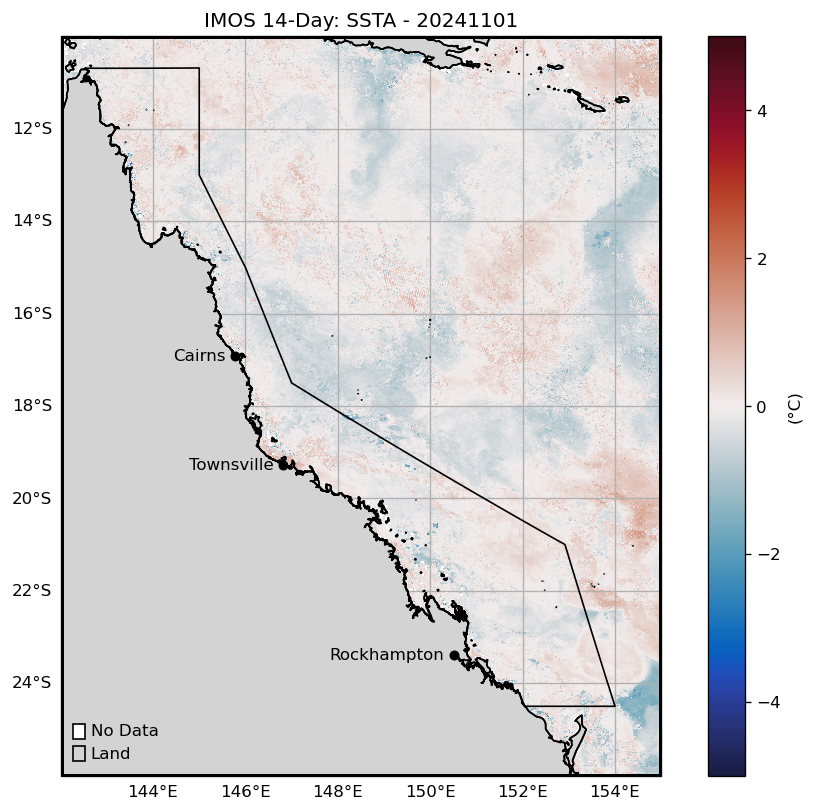 IMOS 14-Day: SSTA - 20241101
12°S
14°S
16°S
18°S
20°S
22°S
24°S
Cairns
Townsville
Rockhampton
No Data
Land
144°E 146°E 148°E 150°E 152°E 154°E
4
2
0
−2
−4
(°C)